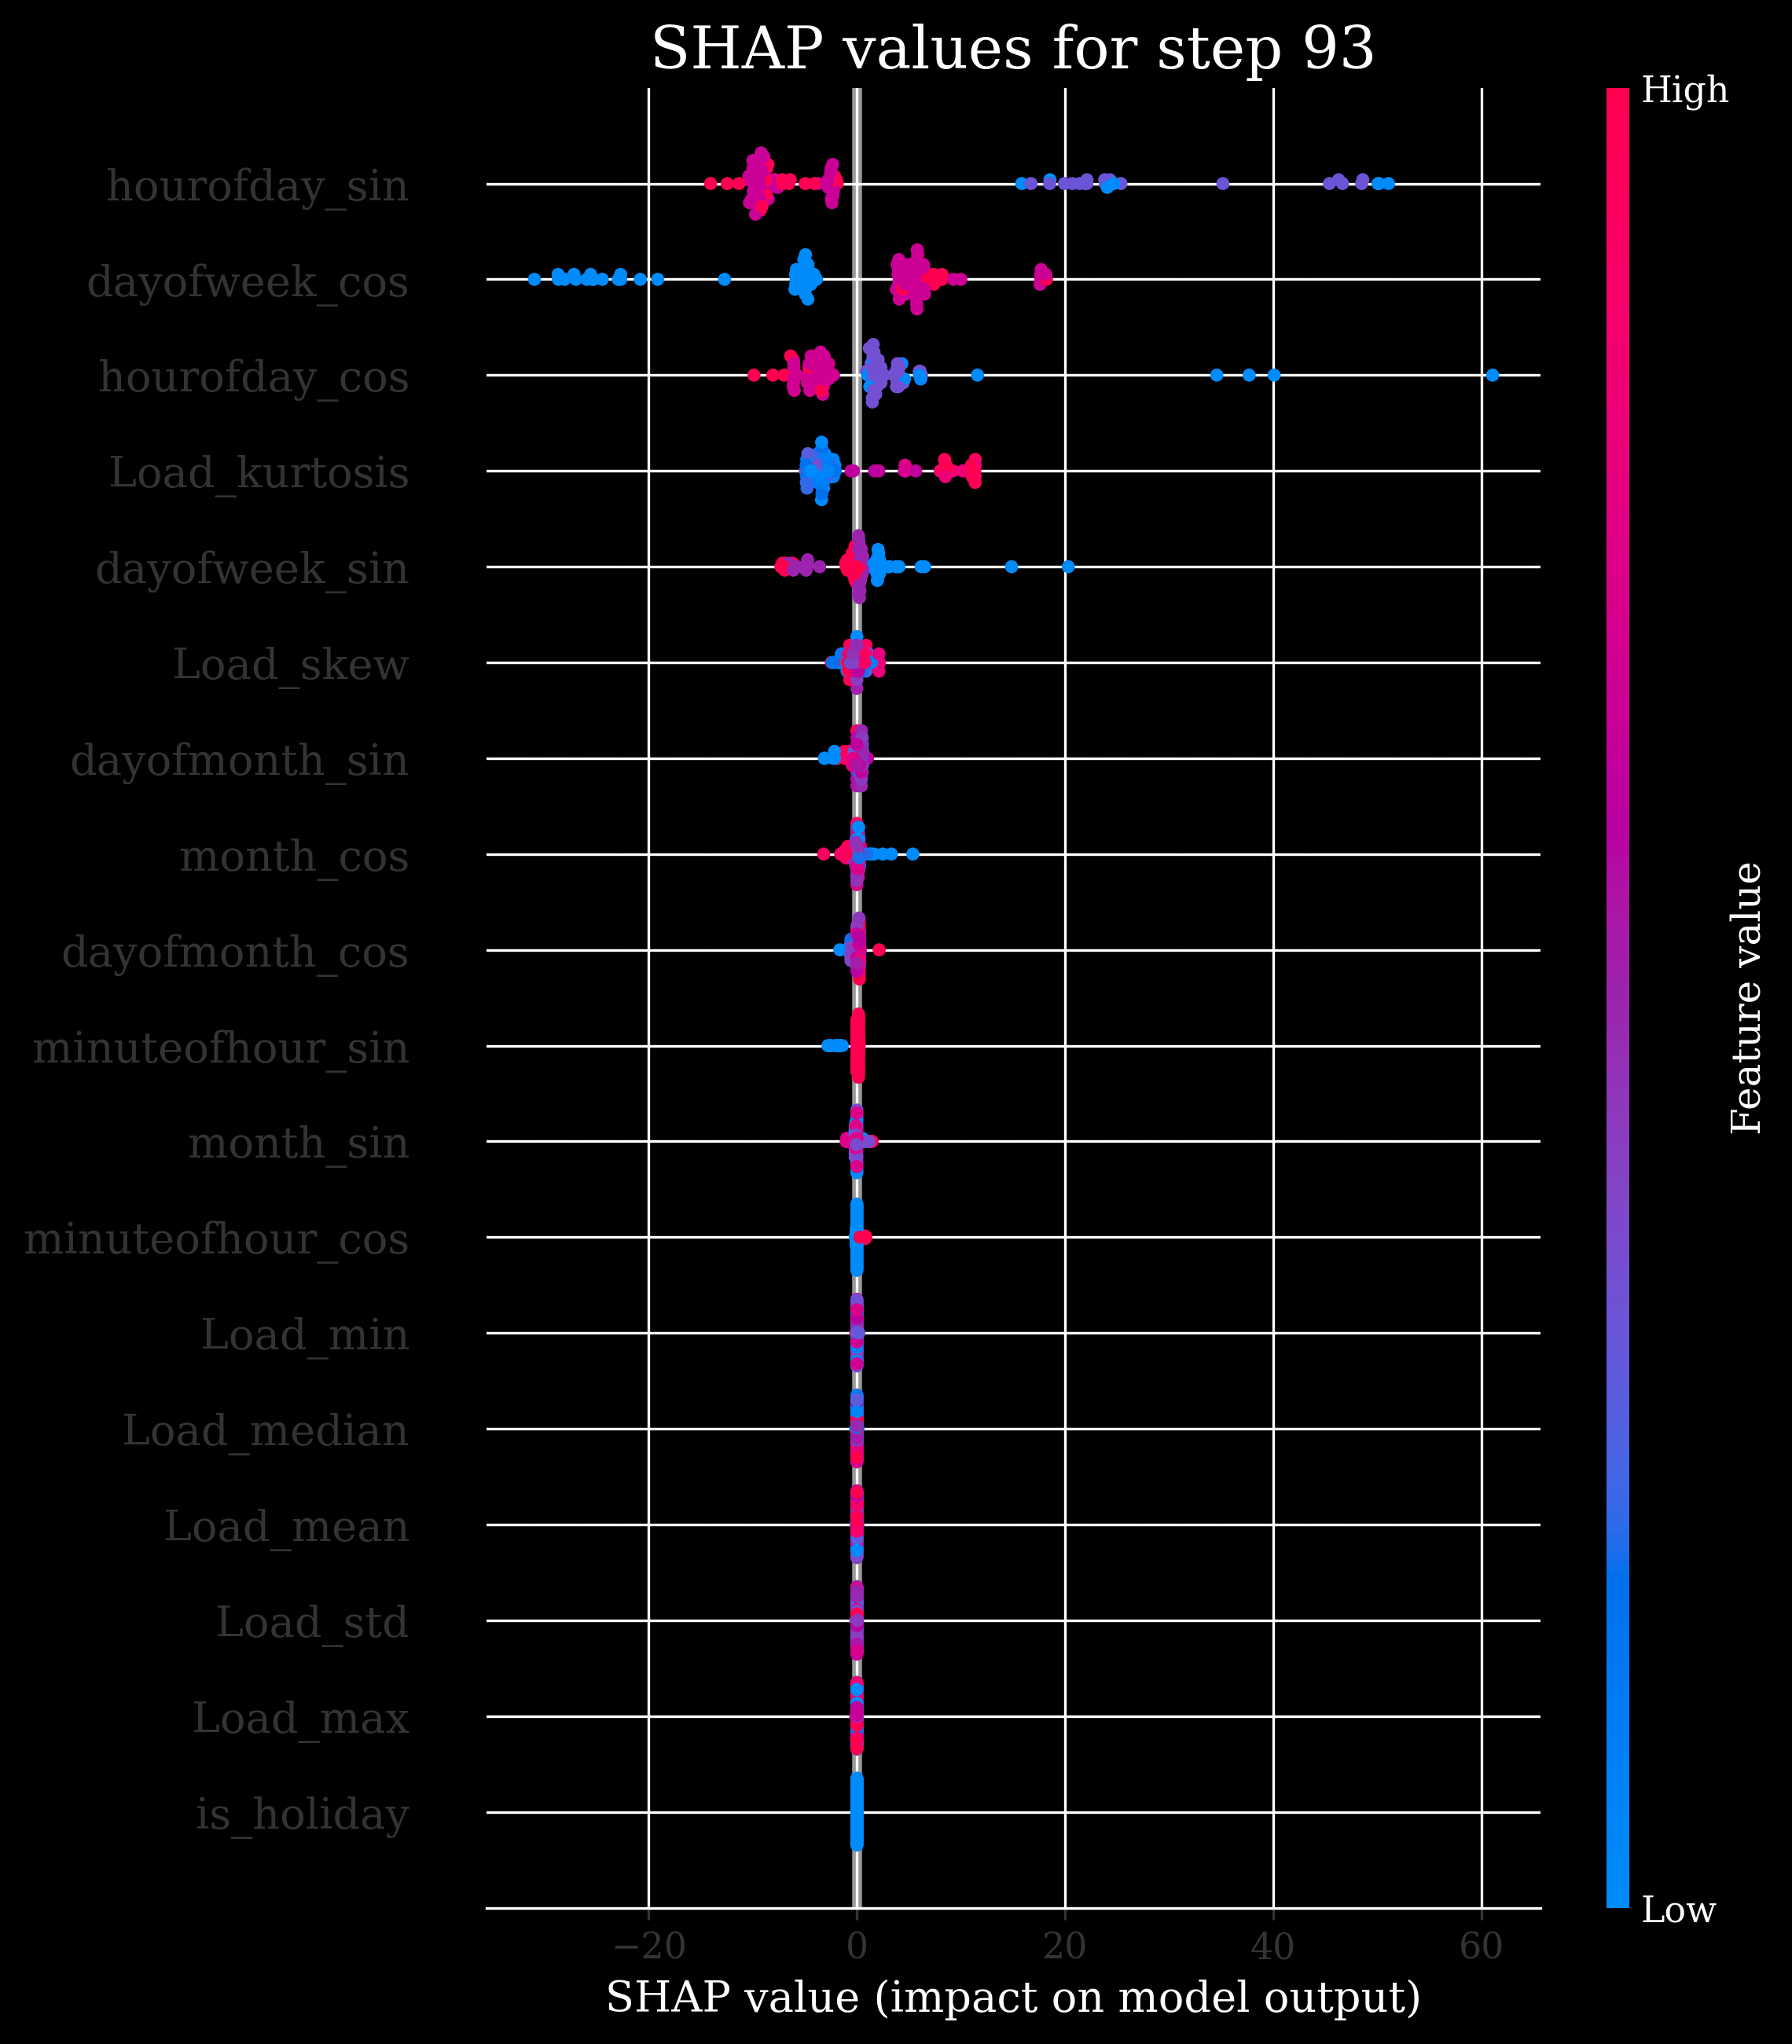 SHAP values for step 93
High
hourofday_sin
dayofweek_cos
hourofday_cos
Load_kurtosis
dayofweek_sin
Load_skew
dayofmonth_sin
month_cos
dayofmonth_cos
minuteofhour_sin
month_sin
minuteofhour_cos
Load_min
Load_median
Load_mean
Load_std
Load_max
is_holiday
Feature value
Low
−20 0 20 40 60
SHAP value (impact on model output)